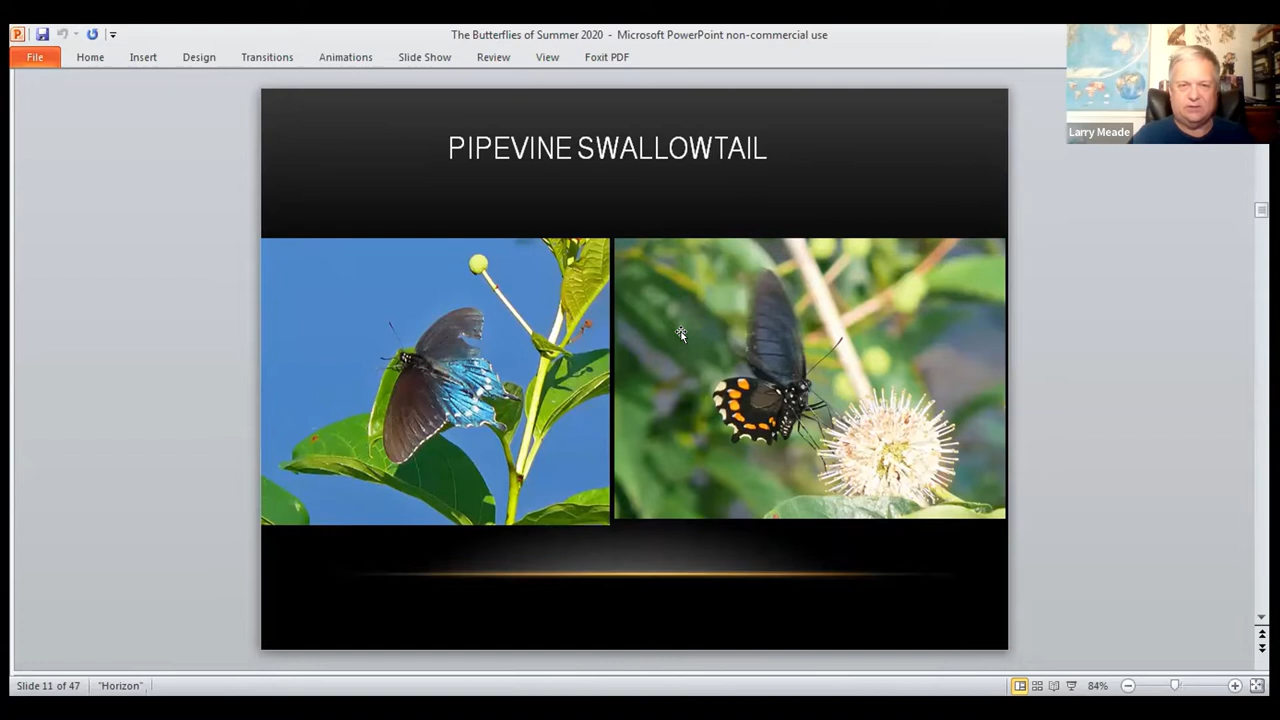 The Butterflies of Summer 2020 - Microsoft PowerPoint non-commercial use
File Home Insert Design Transitions Animations Slide Show Review View Foxit PDF
Larry Meade
PIPEVINE SWALLOWTAIL
Slide 11 of 47 "Horizon" 84%